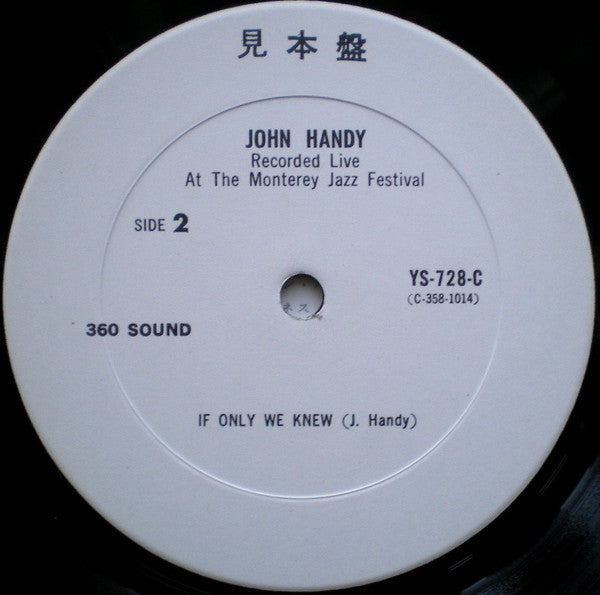 見本盤
JOHN HANDY
Recorded Live
At The Monterey Jazz Festival
SIDE 2
YS-728-C
(C-358-1014)
360 SOUND
IF ONLY WE KNEW (J. Handy)